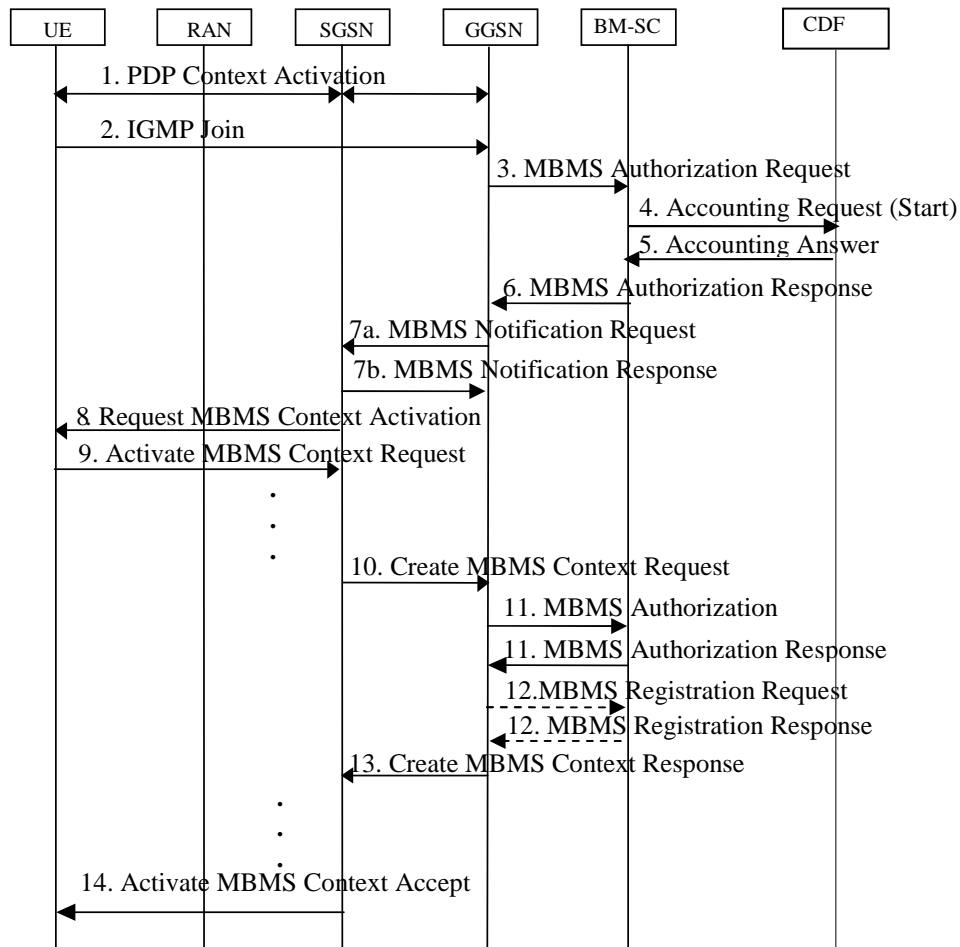 UE RAN SGSN GGSN BM-SC CDF
1. PDP Context Activation
2. IGMP Join
3. MBMS Authorization Request
4. Accounting Request (Start)
5. Accounting Answer
6. MBMS Authorization Response
7a. MBMS Notification Request
7b. MBMS Notification Response
8. Request MBMS Context Activation
9. Activate MBMS Context Request
10. Create MBMS Context Request
11. MBMS Authorization
11. MBMS Authorization Response
12.MBMS Registration Request
12. MBMS Registration Response
13. Create MBMS Context Response
14. Activate MBMS Context Accept